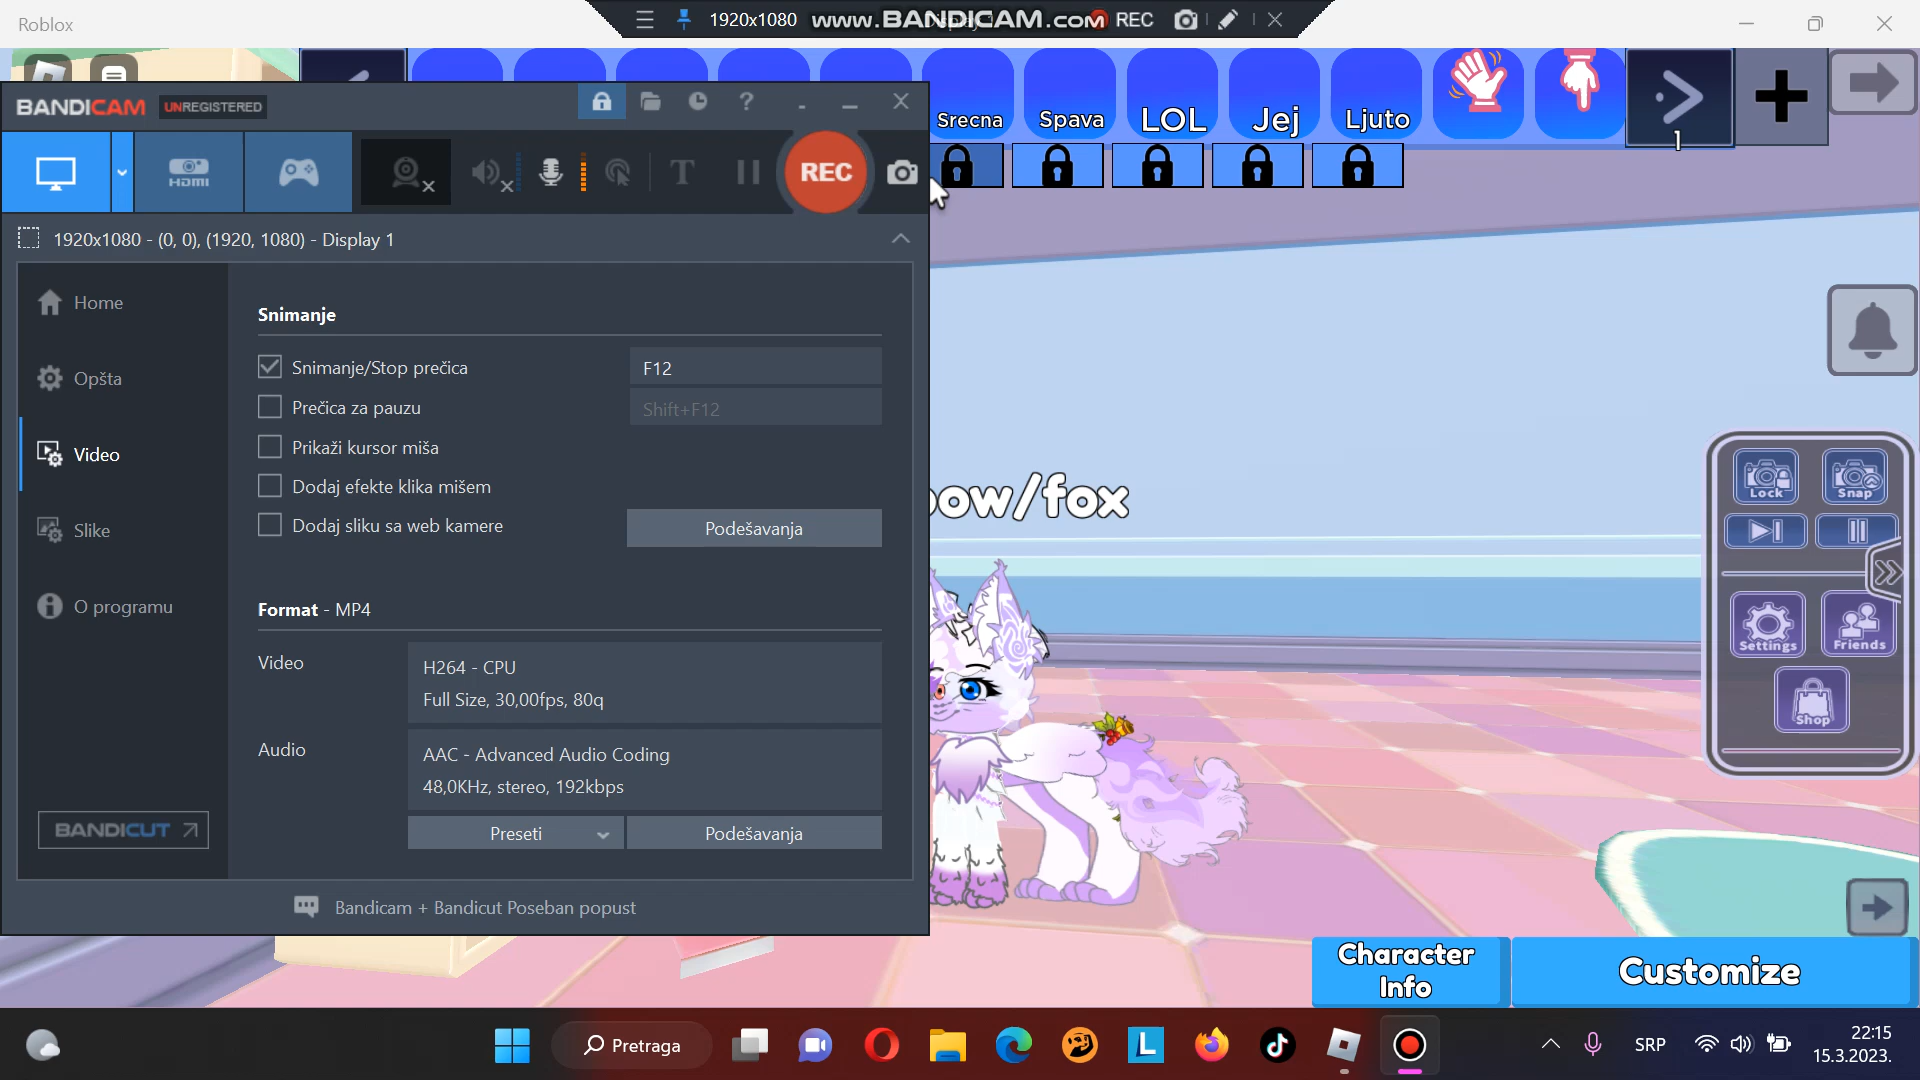 Roblox
1920x1080
www.BANDICAM.com
REC
BANDICAM
UNREGISTERED
Srecna
Spava
LOL
Jej
Ljuto
1
HDMI
T
REC
1920x1080 - (0, 0), (1920, 1080) - Display 1
Home
Opšta
Video
Slike
O programu
BANDICUT
Snimanje
Snimanje/Stop prečica
F12
Prečica za pauzu
Shift+F12
Prikaži kursor miša
Dodaj efekte klika mišem
Dodaj sliku sa web kamere
Podešavanja
Format - MP4
Video
H264 - CPU
Full Size, 30,00fps, 80q
Audio
AAC - Advanced Audio Coding
48,0KHz, stereo, 192kbps
Preseti
Podešavanja
Bandicam + Bandicut Poseban popust
ow/fox
Lock
Snap
Settings
Friends
Shop
Character
Info
Customize
Pretraga
SRP
22:15
15.3.2023.